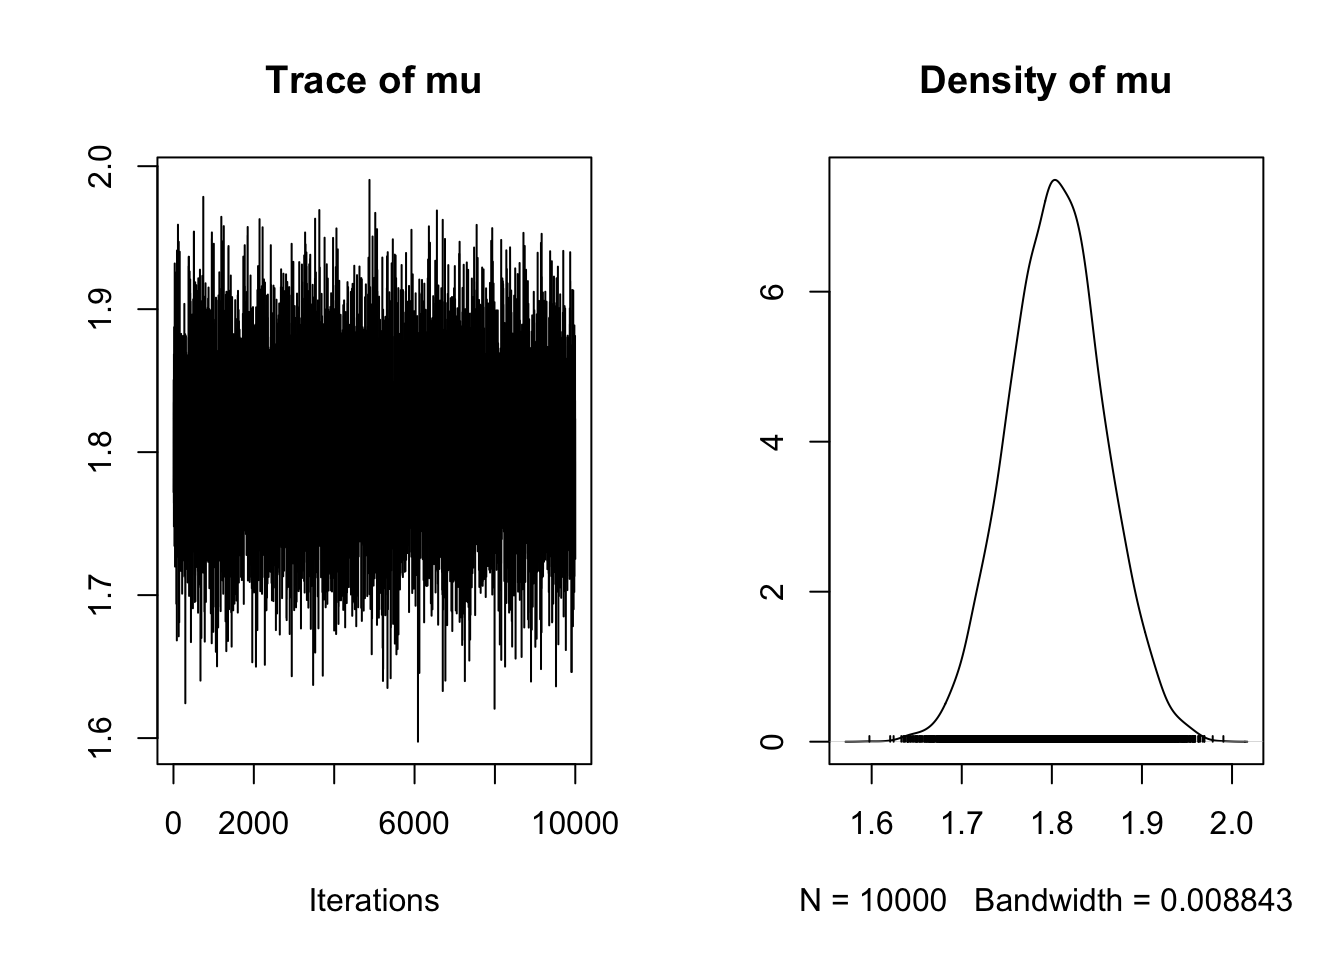 Trace of mu
2.0
1.9
1.8
1.7
1.6
0 2000 6000 10000
Iterations
Density of mu
6
4
2
0
1.6 1.7 1.8 1.9 2.0
N = 10000 Bandwidth = 0.008843